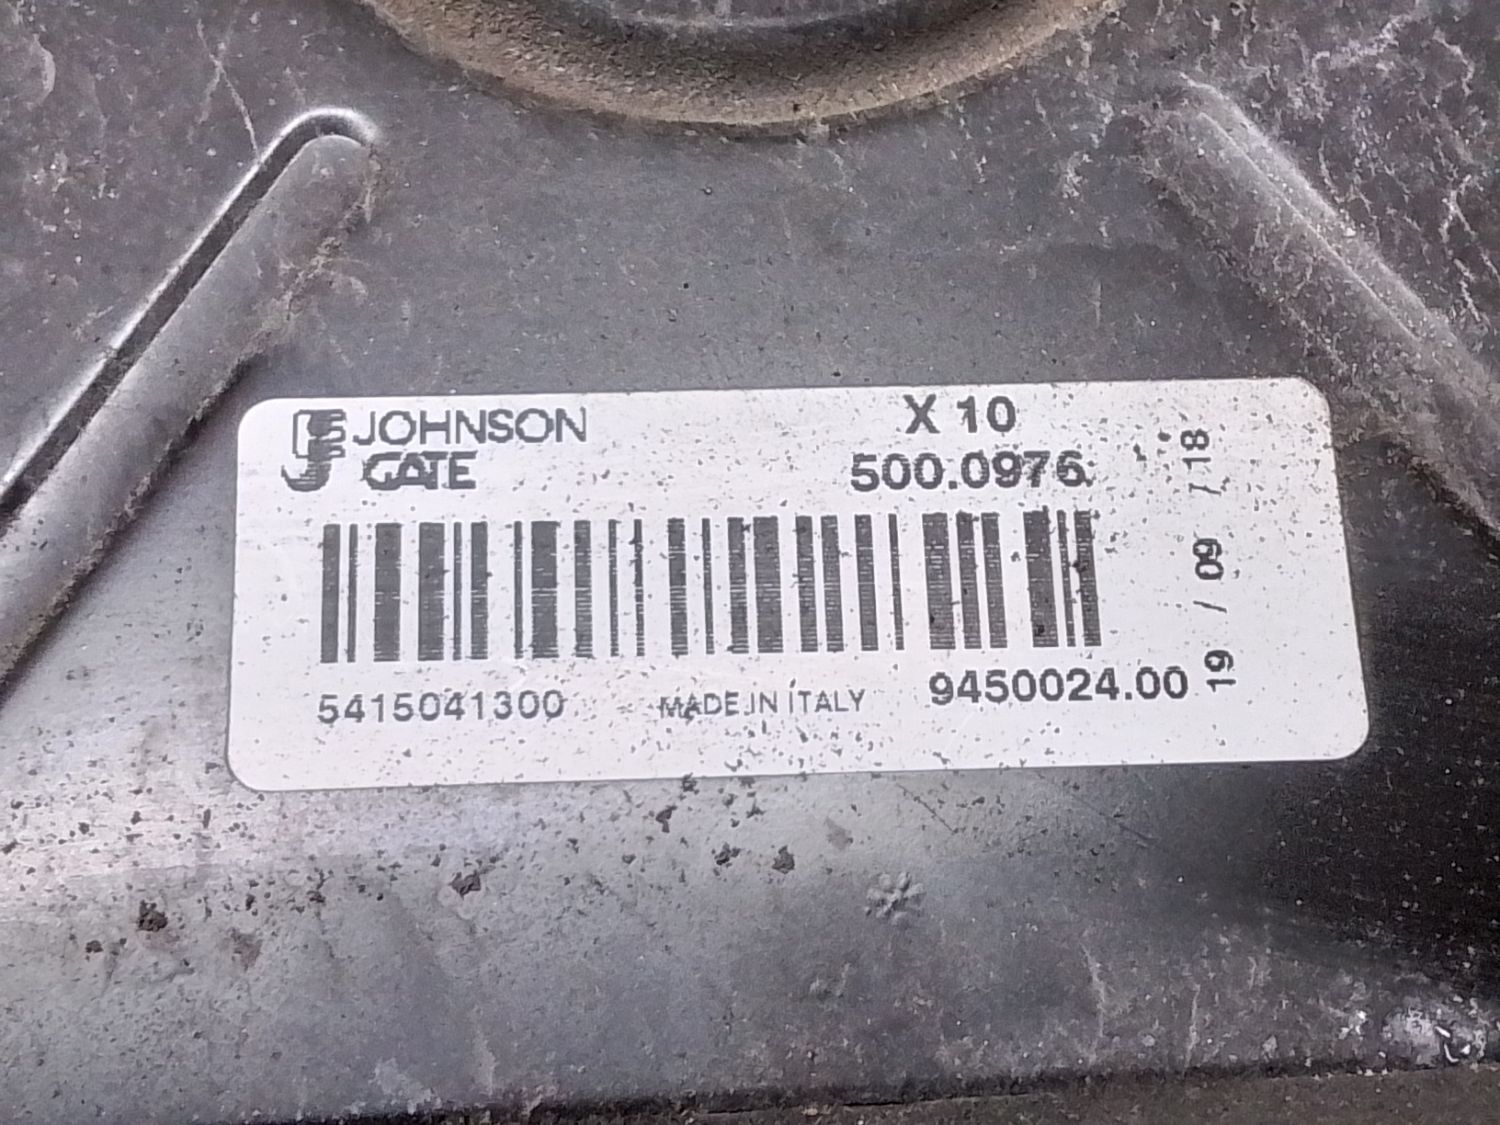 JOHNSON
GATE
X 10
500.0976
5415041300
MADE IN ITALY
9450024.00
19 / 09 / 18